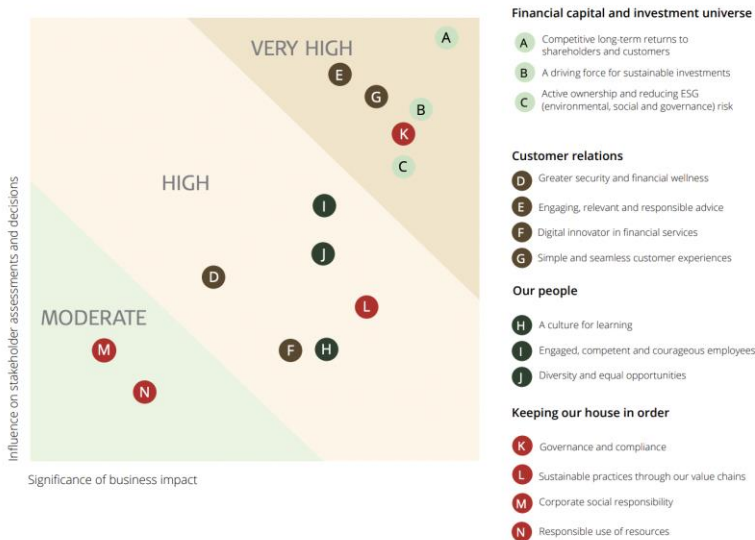 VERY HIGH
A
E
G
B
K
C
HIGH
I
J
D
L
MODERATE
M
F
H
N
Influence on stakeholder assessments and decisions
Significance of business impact
Financial capital and investment universe
A Competitive long-term returns to
shareholders and customers
B A driving force for sustainable investments
C Active ownership and reducing ESG
(environmental, social and governance) risk
Customer relations
D Greater security and financial wellness
E Engaging, relevant and responsible advice
F Digital innovator in financial services
G Simple and seamless customer experiences
Our people
H A culture for learning
I Engaged, competent and courageous employees
J Diversity and equal opportunities
Keeping our house in order
K Governance and compliance
L Sustainable practices through our value chains
M Corporate social responsibility
N Responsible use of resources